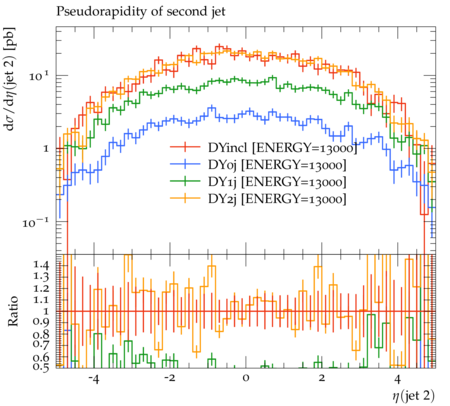 Pseudorapidity of second jet
dσ/dη(jet 2) [pb]
10¹
1
10⁻¹
DYincl [ENERGY=13000]
DY0j [ENERGY=13000]
DY1j [ENERGY=13000]
DY2j [ENERGY=13000]
Ratio
1.4
1.3
1.2
1.1
1
0.9
0.8
0.7
0.6
0.5
-4 -2 0 2 4
η(jet 2)